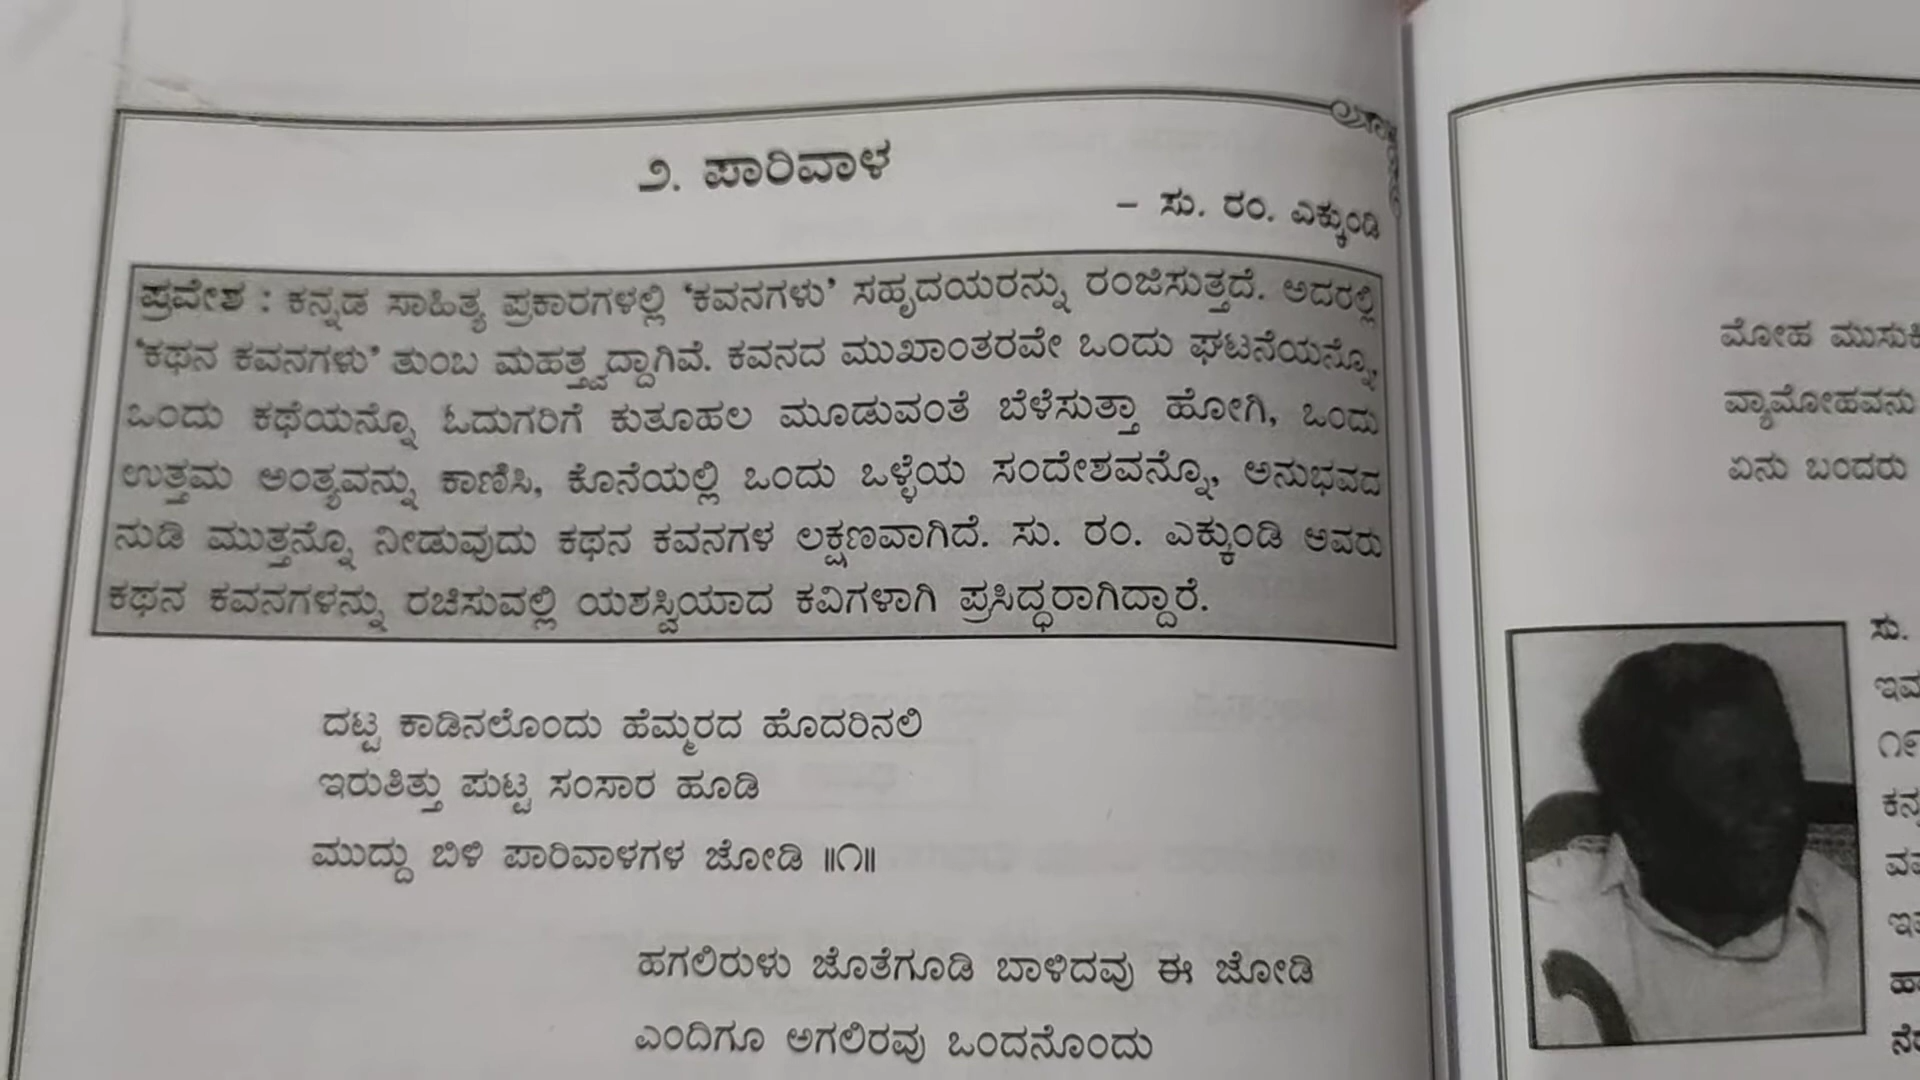 ೨. ಪಾರಿವಾಳ
– ಸು. ರಂ. ಎಕ್ಕುಂಡಿ
ಪ್ರವೇಶ : ಕನ್ನಡ ಸಾಹಿತ್ಯ ಪ್ರಕಾರಗಳಲ್ಲಿ ‘ಕವನಗಳು’ ಸಹೃದಯರನ್ನು ರಂಜಿಸುತ್ತದೆ. ಅದರಲ್ಲಿ
‘ಕಥನ ಕವನಗಳು’ ತುಂಬ ಮಹತ್ತ್ವದ್ದಾಗಿವೆ. ಕವನದ ಮುಖಾಂತರವೇ ಒಂದು ಘಟನೆಯನ್ನೊ,
ಒಂದು ಕಥೆಯನ್ನೊ ಓದುಗರಿಗೆ ಕುತೂಹಲ ಮೂಡುವಂತೆ ಬೆಳೆಸುತ್ತಾ ಹೋಗಿ, ಒಂದು
ಉತ್ತಮ ಅಂತ್ಯವನ್ನು ಕಾಣಿಸಿ, ಕೊನೆಯಲ್ಲಿ ಒಂದು ಒಳ್ಳೆಯ ಸಂದೇಶವನ್ನೊ, ಅನುಭವದ
ನುಡಿ ಮುತ್ತನ್ನೊ ನೀಡುವುದು ಕಥನ ಕವನಗಳ ಲಕ್ಷಣವಾಗಿದೆ. ಸು. ರಂ. ಎಕ್ಕುಂಡಿ ಅವರು
ಕಥನ ಕವನಗಳನ್ನು ರಚಿಸುವಲ್ಲಿ ಯಶಸ್ವಿಯಾದ ಕವಿಗಳಾಗಿ ಪ್ರಸಿದ್ಧರಾಗಿದ್ದಾರೆ.
ದಟ್ಟ ಕಾಡಿನಲೊಂದು ಹೆಮ್ಮರದ ಹೊದರಿನಲಿ
ಇರುತಿತ್ತು ಪುಟ್ಟ ಸಂಸಾರ ಹೂಡಿ
ಮುದ್ದು ಬಿಳಿ ಪಾರಿವಾಳಗಳ ಜೋಡಿ ॥೧॥
ಹಗಲಿರುಳು ಜೊತೆಗೂಡಿ ಬಾಳಿದವು ಈ ಜೋಡಿ
ಎಂದಿಗೂ ಅಗಲಿರವು ಒಂದನೊಂದು
ಮೋಹ
ವ್ಯಾಮೋಹವನು
ಏನು ಬಂದರು
ಸು.